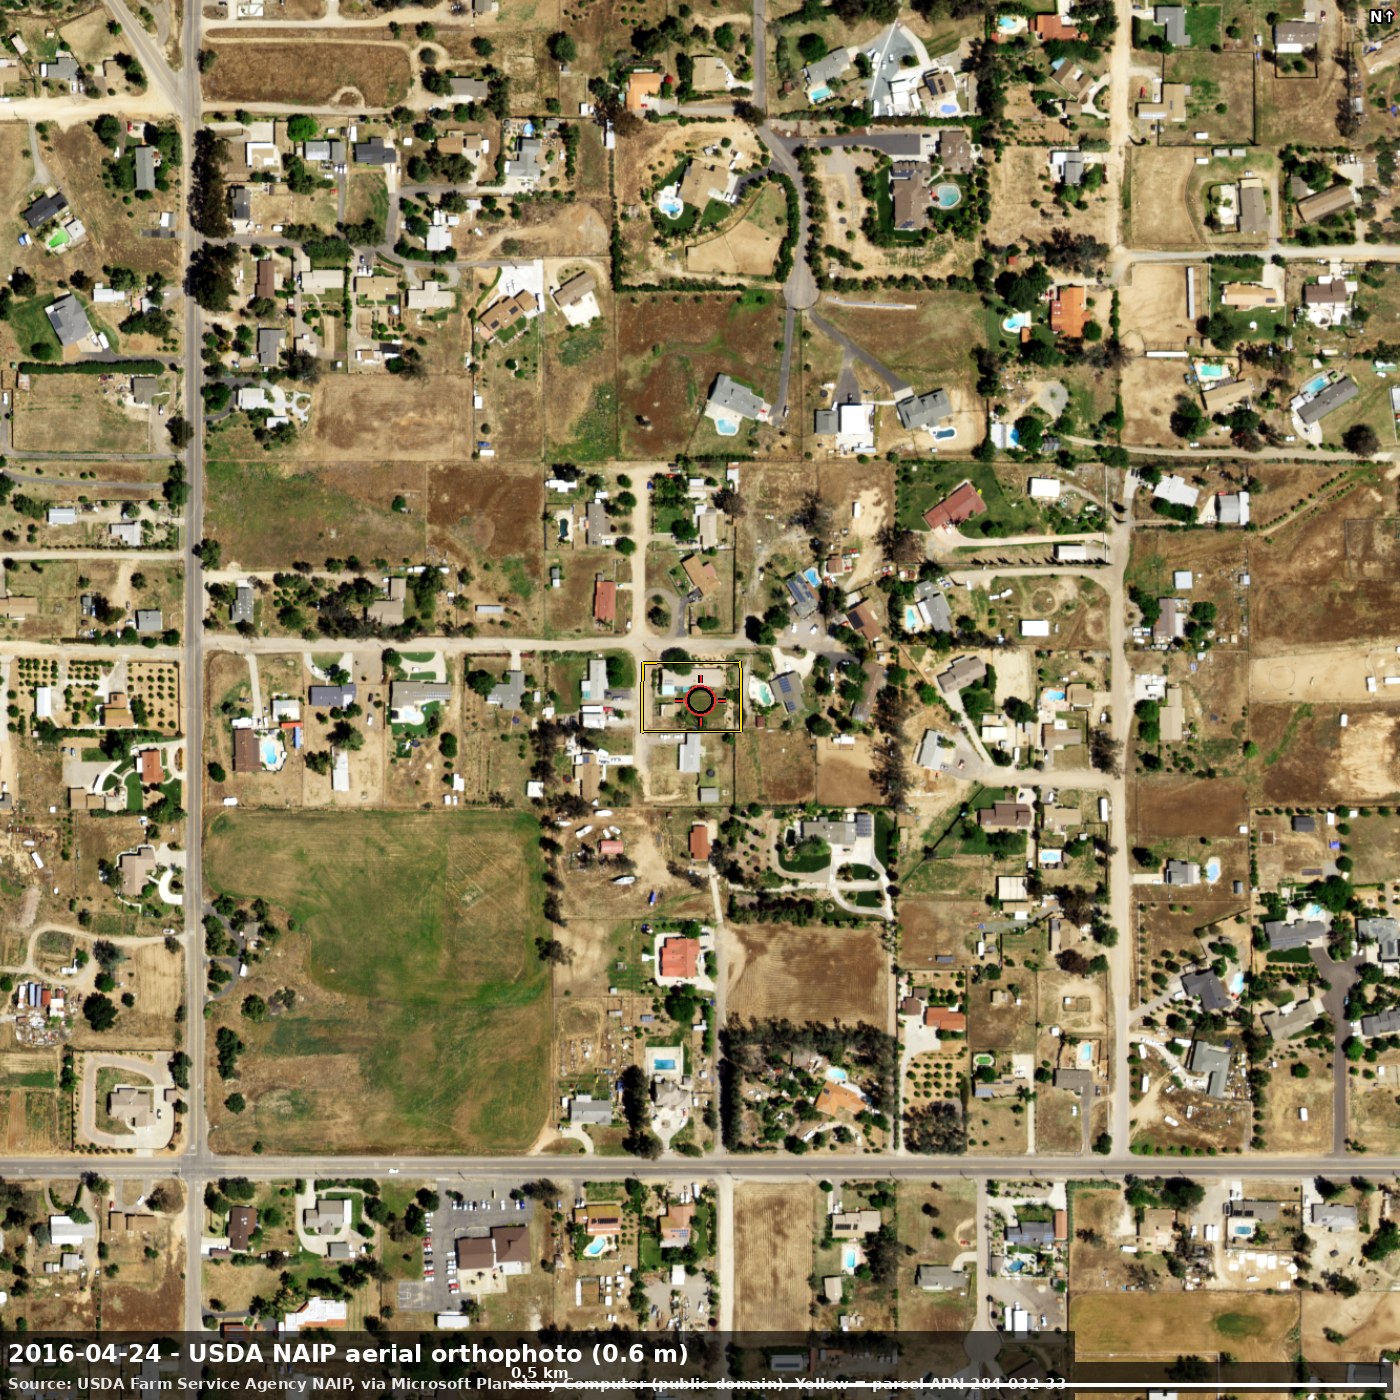 N↑
2016-04-24 - USDA NAIP aerial orthophoto (0.6 m)
0.5 km
Source: USDA Farm Service Agency NAIP, via Microsoft Planetary Computer (public domain). Yellow = parcel APN 284-032-33